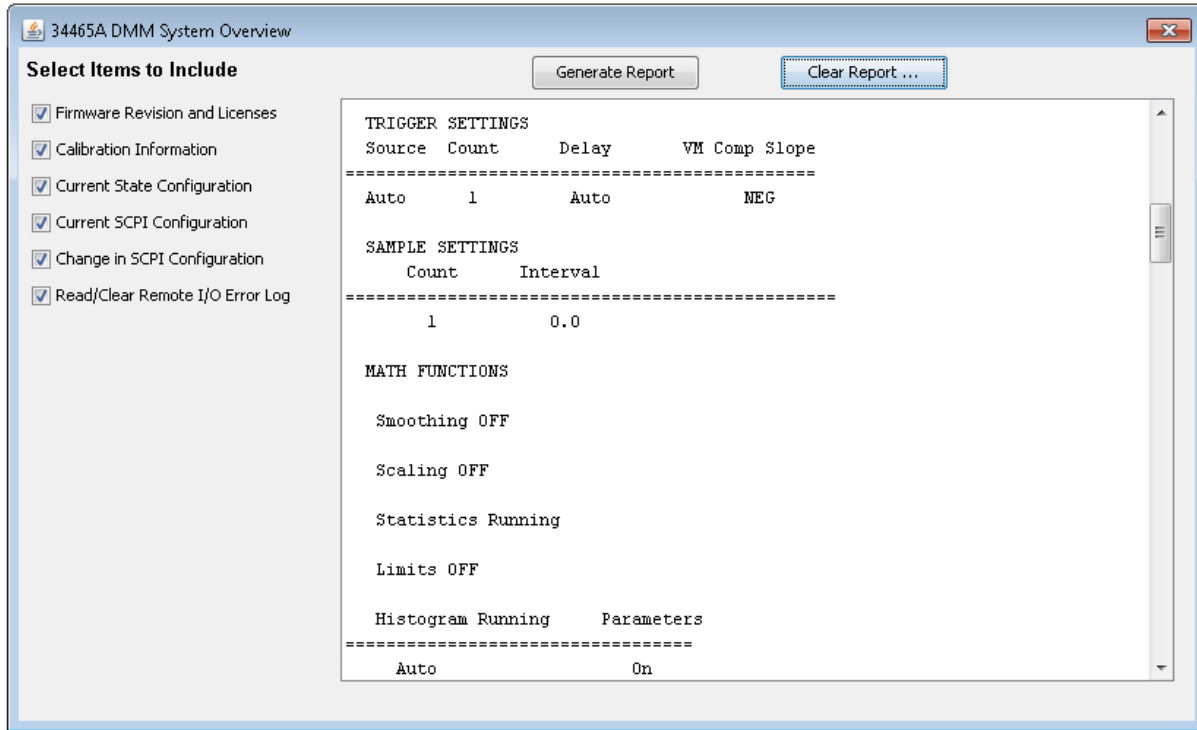 34465A DMM System Overview
Select Items to Include
Generate Report
Clear Report ...
Firmware Revision and Licenses
Calibration Information
Current State Configuration
Current SCPI Configuration
Change in SCPI Configuration
Read/Clear Remote I/O Error Log
TRIGGER SETTINGS
Source Count Delay VM Comp Slope
==============================================
Auto 1 Auto NEG
SAMPLE SETTINGS
Count Interval
================================================
1 0.0
MATH FUNCTIONS
Smoothing OFF
Scaling OFF
Statistics Running
Limits OFF
Histogram Running Parameters
==================================
Auto On